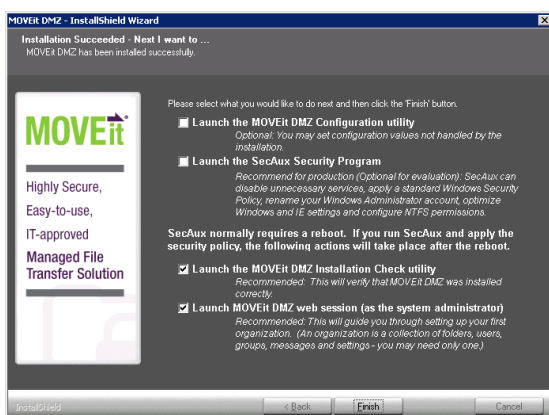 MOVEit DMZ - InstallShield Wizard
Installation Succeeded - Next I want to ...
MOVEit DMZ has been installed successfully.
MOVEit
Highly Secure,
Easy-to-use,
IT-approved
Managed File
Transfer Solution
Please select what you would like to do next and then click the 'Finish' button.
Launch the MOVEit DMZ Configuration utility
Optional: You may set configuration values not handled by the
installation.
Launch the SecAux Security Program
Recommend for production (Optional for evaluation): SecAux can
disable unnecessary services, apply a standard Windows Security
Policy, rename your Windows Administrator account, optimize
Windows and IE settings and configure NTFS permissions.
SecAux normally requires a reboot. If you run SecAux and apply the
security policy, the following actions will take place after the reboot.
Launch the MOVEit DMZ Installation Check utility
Recommended: This will verify that MOVEit DMZ was installed
correctly.
Launch MOVEit DMZ web session (as the system administrator)
Recommended: This will guide you through setting up your first
organization. (An organization is a collection of folders, users,
groups, messages and settings - you may need only one.)
InstallShield
< Back
Finish
Cancel